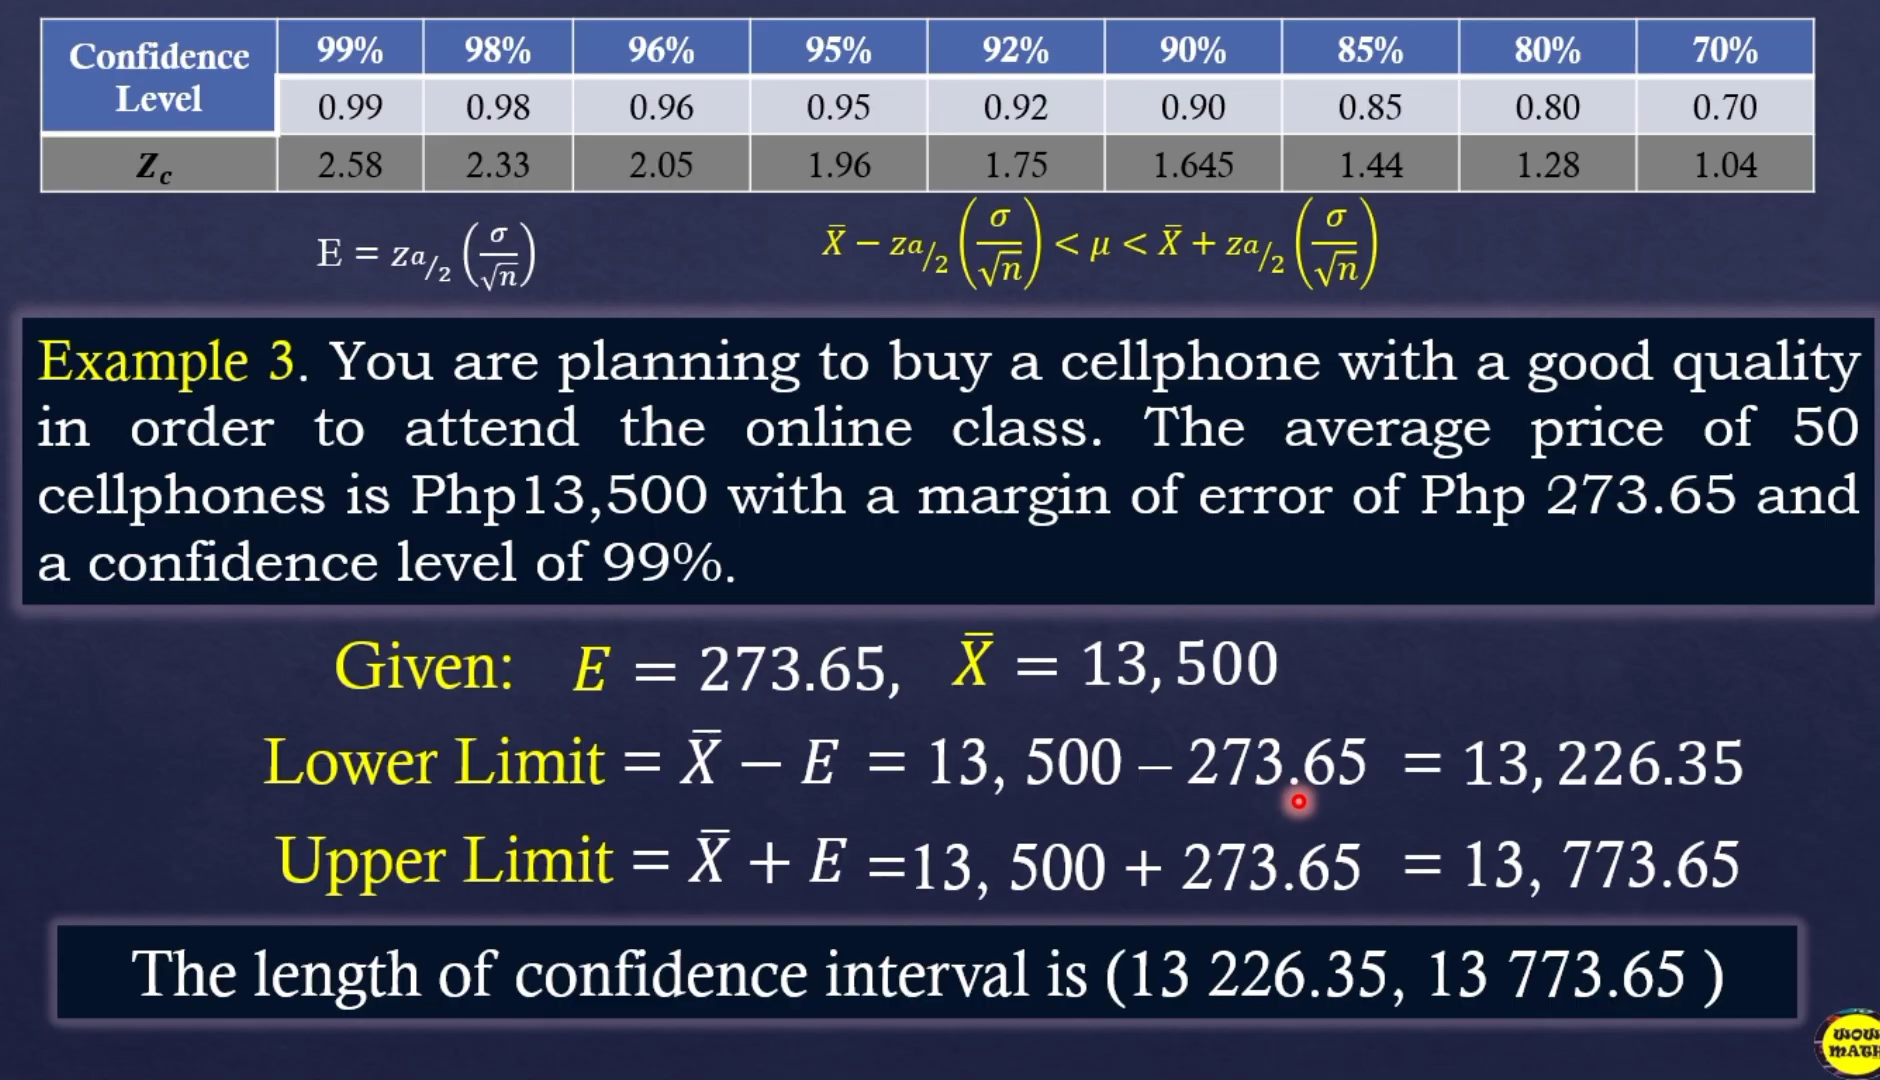 Confidence Level 99% 98% 96% 95% 92% 90% 85% 80% 70%
0.99 0.98 0.96 0.95 0.92 0.90 0.85 0.80 0.70
Z_c 2.58 2.33 2.05 1.96 1.75 1.645 1.44 1.28 1.04
E = za/2 (σ/√n) X̄ − za/2 (σ/√n) < μ < X̄ + za/2 (σ/√n)
Example 3. You are planning to buy a cellphone with a good quality
in order to attend the online class. The average price of 50
cellphones is Php13,500 with a margin of error of Php 273.65 and
a confidence level of 99%.
Given: E = 273.65, X̄ = 13,500
Lower Limit = X̄ − E = 13, 500 – 273.65 = 13,226.35
Upper Limit = X̄ + E =13, 500 + 273.65 = 13, 773.65
The length of confidence interval is (13 226.35, 13 773.65 )
WOW
MATH